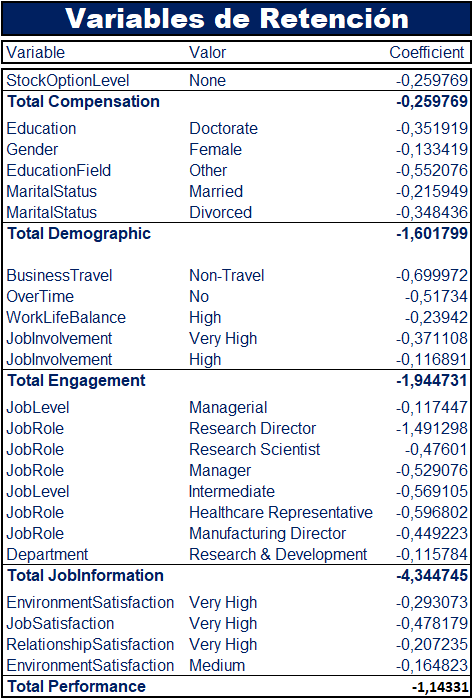 Variables de Retención
Variable Valor Coefficient
StockOptionLevel None -0,259769
Total Compensation -0,259769
Education Doctorate -0,351919
Gender Female -0,133419
EducationField Other -0,552076
MaritalStatus Married -0,215949
MaritalStatus Divorced -0,348436
Total Demographic -1,601799
BusinessTravel Non-Travel -0,699972
OverTime No -0,51734
WorkLifeBalance High -0,23942
JobInvolvement Very High -0,371108
JobInvolvement High -0,116891
Total Engagement -1,944731
JobLevel Managerial -0,117447
JobRole Research Director -1,491298
JobRole Research Scientist -0,47601
JobRole Manager -0,529076
JobLevel Intermediate -0,569105
JobRole Healthcare Representative -0,596802
JobRole Manufacturing Director -0,449223
Department Research & Development -0,115784
Total JobInformation -4,344745
EnvironmentSatisfaction Very High -0,293073
JobSatisfaction Very High -0,478179
RelationshipSatisfaction Very High -0,207235
EnvironmentSatisfaction Medium -0,164823
Total Performance -1,14331